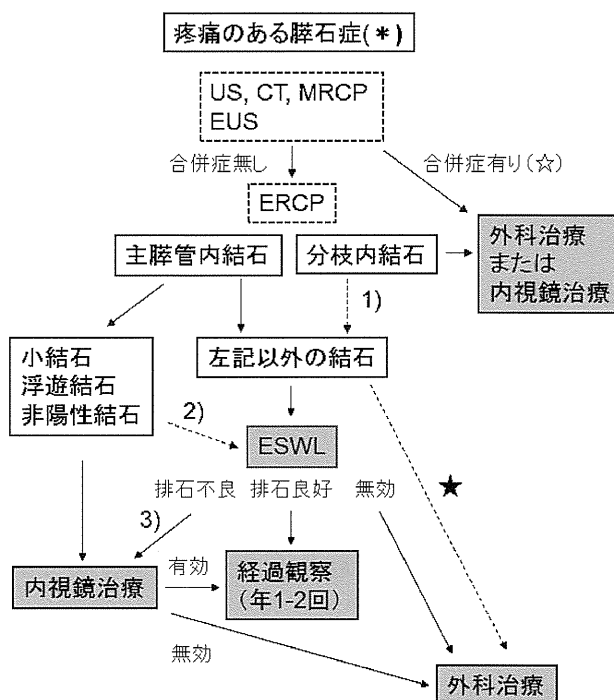 疼痛のある膵石症(*)
US, CT, MRCP
EUS
合併症無し
合併症有り(☆)
ERCP
主膵管内結石
分枝内結石
外科治療
または
内視鏡治療
1)
小結石
浮遊結石
非陽性結石
左記以外の結石
2)
ESWL
★
排石不良
排石良好
無効
3)
内視鏡治療
有効
経過観察
(年1-2回)
無効
外科治療